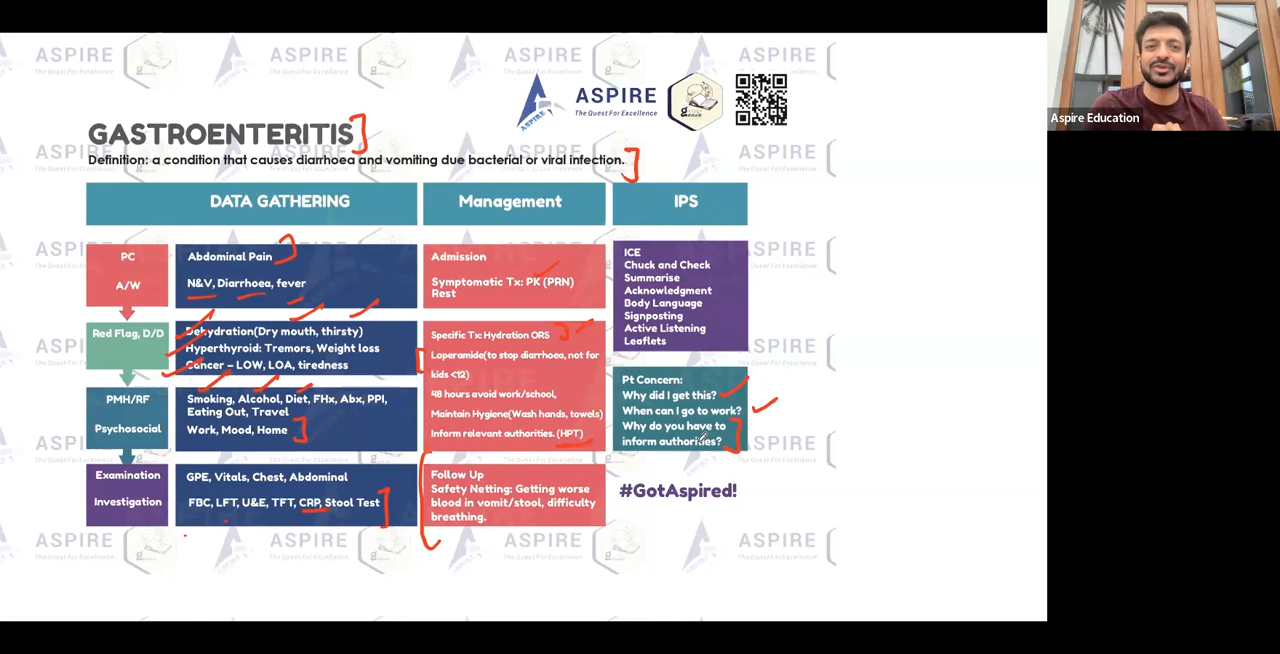 ASPIRE
The Quest For Excellence
GASTROENTERITIS
Definition: a condition that causes diarrhoea and vomiting due bacterial or viral infection.
DATA GATHERING
Management
IPS
PC
A/W
Abdominal Pain
N&V, Diarrhoea, fever
Admission
Symptomatic Tx: PK (PRN)
Rest
ICE
Chuck and Check
Summarise
Acknowledgment
Body Language
Signposting
Active Listening
Leaflets
Red Flag, D/D
Dehydration(Dry mouth, thirsty)
Hyperthyroid: Tremors, Weight loss
Cancer – LOW, LOA, tiredness
Specific Tx: Hydration ORS
Loperamide(to stop diarrhoea, not for
kids <12)
48 hours avoid work/school,
Maintain Hygiene(Wash hands, towels)
Inform relevant authorities. (HPT)
PMH/RF
Psychosocial
Smoking, Alcohol, Diet, FHx, Abx, PPI,
Eating Out, Travel
Work, Mood, Home
Pt Concern:
Why did I get this?
When can I go to work?
Why do you have to
inform authorities?
Examination
Investigation
GPE, Vitals, Chest, Abdominal
FBC, LFT, U&E, TFT, CRP, Stool Test
Follow Up
Safety Netting: Getting worse
blood in vomit/stool, difficulty
breathing.
#GotAspired!
Aspire Education